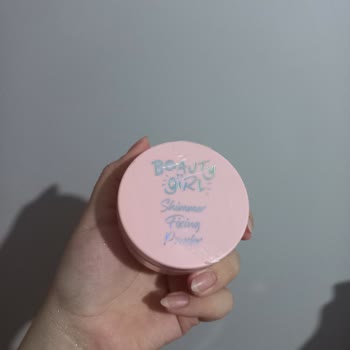 BEAUTY
GIRL
Shimmer
Fixing
Powder